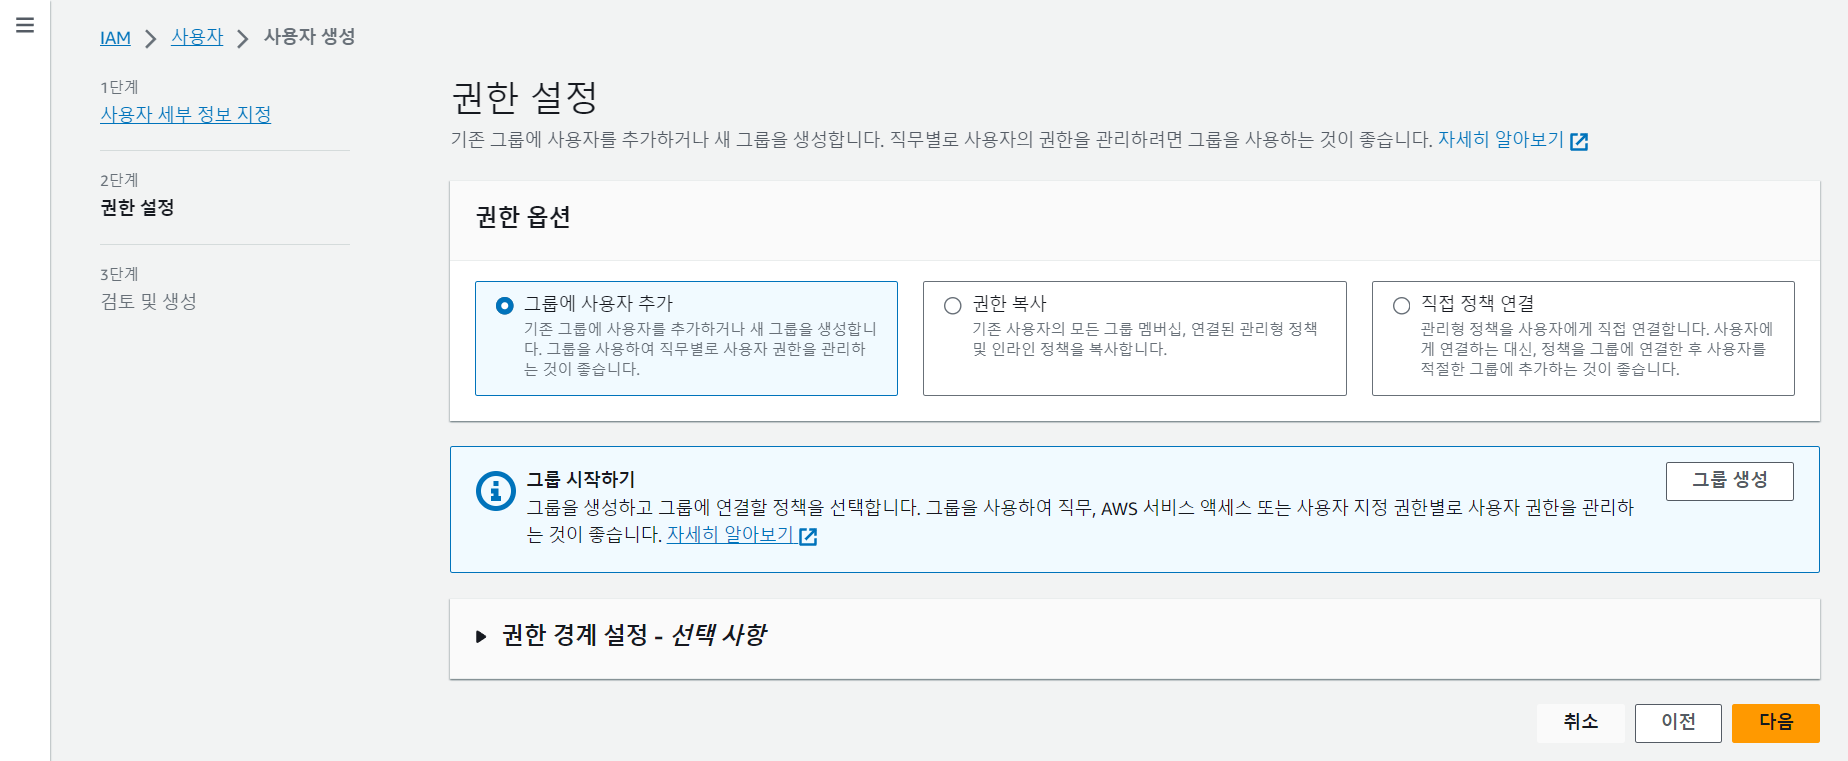 IAM > 사용자 > 사용자 생성
1단계
사용자 세부 정보 지정
2단계
권한 설정
3단계
검토 및 생성
권한 설정
기존 그룹에 사용자를 추가하거나 새 그룹을 생성합니다. 직무별로 사용자의 권한을 관리하려면 그룹을 사용하는 것이 좋습니다. 자세히 알아보기
권한 옵션
그룹에 사용자 추가
기존 그룹에 사용자를 추가하거나 새 그룹을 생성합니
다. 그룹을 사용하여 직무별로 사용자 권한을 관리하
는 것이 좋습니다.
권한 복사
기존 사용자의 모든 그룹 멤버십, 연결된 관리형 정책
및 인라인 정책을 복사합니다.
직접 정책 연결
관리형 정책을 사용자에게 직접 연결합니다. 사용자에
게 연결하는 대신, 정책을 그룹에 연결한 후 사용자를
적절한 그룹에 추가하는 것이 좋습니다.
그룹 시작하기
그룹을 생성하고 그룹에 연결할 정책을 선택합니다. 그룹을 사용하여 직무, AWS 서비스 액세스 또는 사용자 지정 권한별로 사용자 권한을 관리하
는 것이 좋습니다. 자세히 알아보기
그룹 생성
권한 경계 설정 - 선택 사항
취소
이전
다음